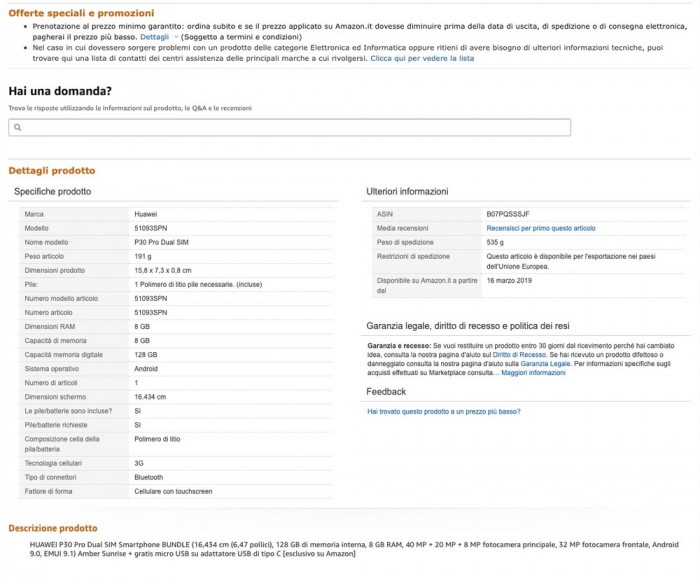 Offerte speciali e promozioni
Prenotazione al prezzo minimo garantito: ordina subito e se il prezzo applicato su Amazon.it dovesse diminuire prima della data di uscita, di spedizione o di consegna elettronica,
pagherai il prezzo più basso. Dettagli (Soggetto a termini e condizioni)
Nel caso in cui dovessero sorgere problemi con un prodotto delle categorie Elettronica ed Informatica oppure ritieni di avere bisogno di ulteriori informazioni tecniche, puoi
trovare qui una lista di contatti dei centri assistenza delle principali marche a cui rivolgersi. Clicca qui per vedere la lista
Hai una domanda?
Trova le risposte utilizzando le informazioni sul prodotto, le Q&A e le recensioni
Dettagli prodotto
Specifiche prodotto
Marca Huawei
Modello 51093SPN
Nome modello P30 Pro Dual SIM
Peso articolo 191 g
Dimensioni prodotto 15,8 x 7,3 x 0,8 cm
Pile: 1 Polimero di litio pile necessarie. (incluse)
Numero modello articolo 51093SPN
Numero articolo 51093SPN
Dimensioni RAM 8 GB
Capacità di memoria 8 GB
Capacità memoria digitale 128 GB
Sistema operativo Android
Numero di articoli 1
Dimensioni schermo 16.434 cm
Le pile/batterie sono incluse? Sì
Pile/batterie richieste Sì
Composizione cella della
pila/batteria Polimero di litio
Tecnologia cellulari 3G
Tipo di connettori Bluetooth
Fattore di forma Cellulare con touchscreen
Ulteriori informazioni
ASIN B07PQSSSJF
Media recensioni Recensisci per primo questo articolo
Peso di spedizione 535 g
Restrizioni di spedizione Questo articolo è disponibile per l'esportazione nei paesi
dell'Unione Europea.
Disponibile su Amazon.it a partire
dal 16 marzo 2019
Garanzia legale, diritto di recesso e politica dei resi
Garanzia e recesso: Se vuoi restituire un prodotto entro 30 giorni dal ricevimento perché hai cambiato
idea, consulta la nostra pagina d'aiuto sul Diritto di Recesso. Se hai ricevuto un prodotto difettoso o
danneggiato consulta la nostra pagina d'aiuto sulla Garanzia Legale. Per informazioni specifiche sugli
acquisti effettuati su Marketplace consulta… Maggiori informazioni
Feedback
Hai trovato questo prodotto a un prezzo più basso?
Descrizione prodotto
HUAWEI P30 Pro Dual SIM Smartphone BUNDLE (16,434 cm (6,47 pollici), 128 GB di memoria interna, 8 GB RAM, 40 MP + 20 MP + 8 MP fotocamera principale, 32 MP fotocamera frontale, Android
9.0, EMUI 9.1) Amber Sunrise + gratis micro USB su adattatore USB di tipo C [esclusivo su Amazon]